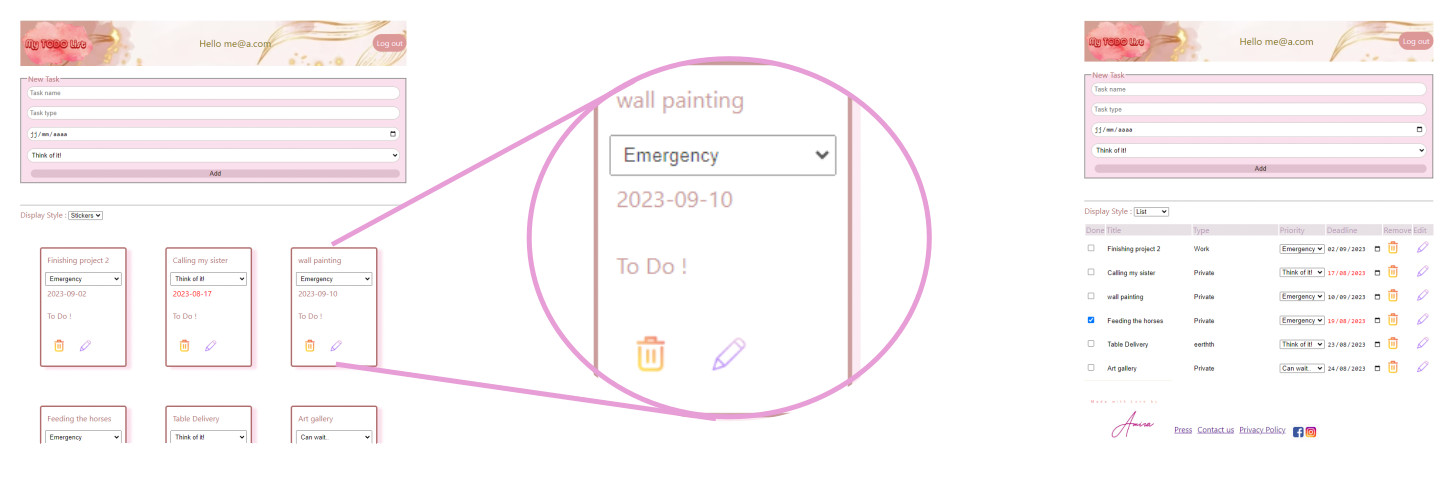 My TODO List
Hello me@a.com
Log out
New Task
Task name
Task type
jj/mm/aaaa
Think of it!
Add
Display Style : Stickers
Finishing project 2
Emergency
2023-09-02
To Do !
Calling my sister
Think of it!
2023-08-17
To Do !
wall painting
Emergency
2023-09-10
To Do !
Feeding the horses
Emergency
Table Delivery
Think of it!
Art gallery
Can wait..
wall painting
Emergency
2023-09-10
To Do !
My TODO List
Hello me@a.com
Log out
New Task
Task name
Task type
jj/mm/aaaa
Think of it!
Add
Display Style : List
Done Title Type Priority Deadline Remove Edit
Finishing project 2 Work Emergency 02/09/2023
Calling my sister Private Think of it! 17/08/2023
wall painting Private Emergency 10/09/2023
Feeding the horses Private Emergency 19/08/2023
Table Delivery eerthth Think of it! 23/08/2023
Art gallery Private Can wait.. 24/08/2023
Made with love by
Amira
Press Contact us Privacy Policy